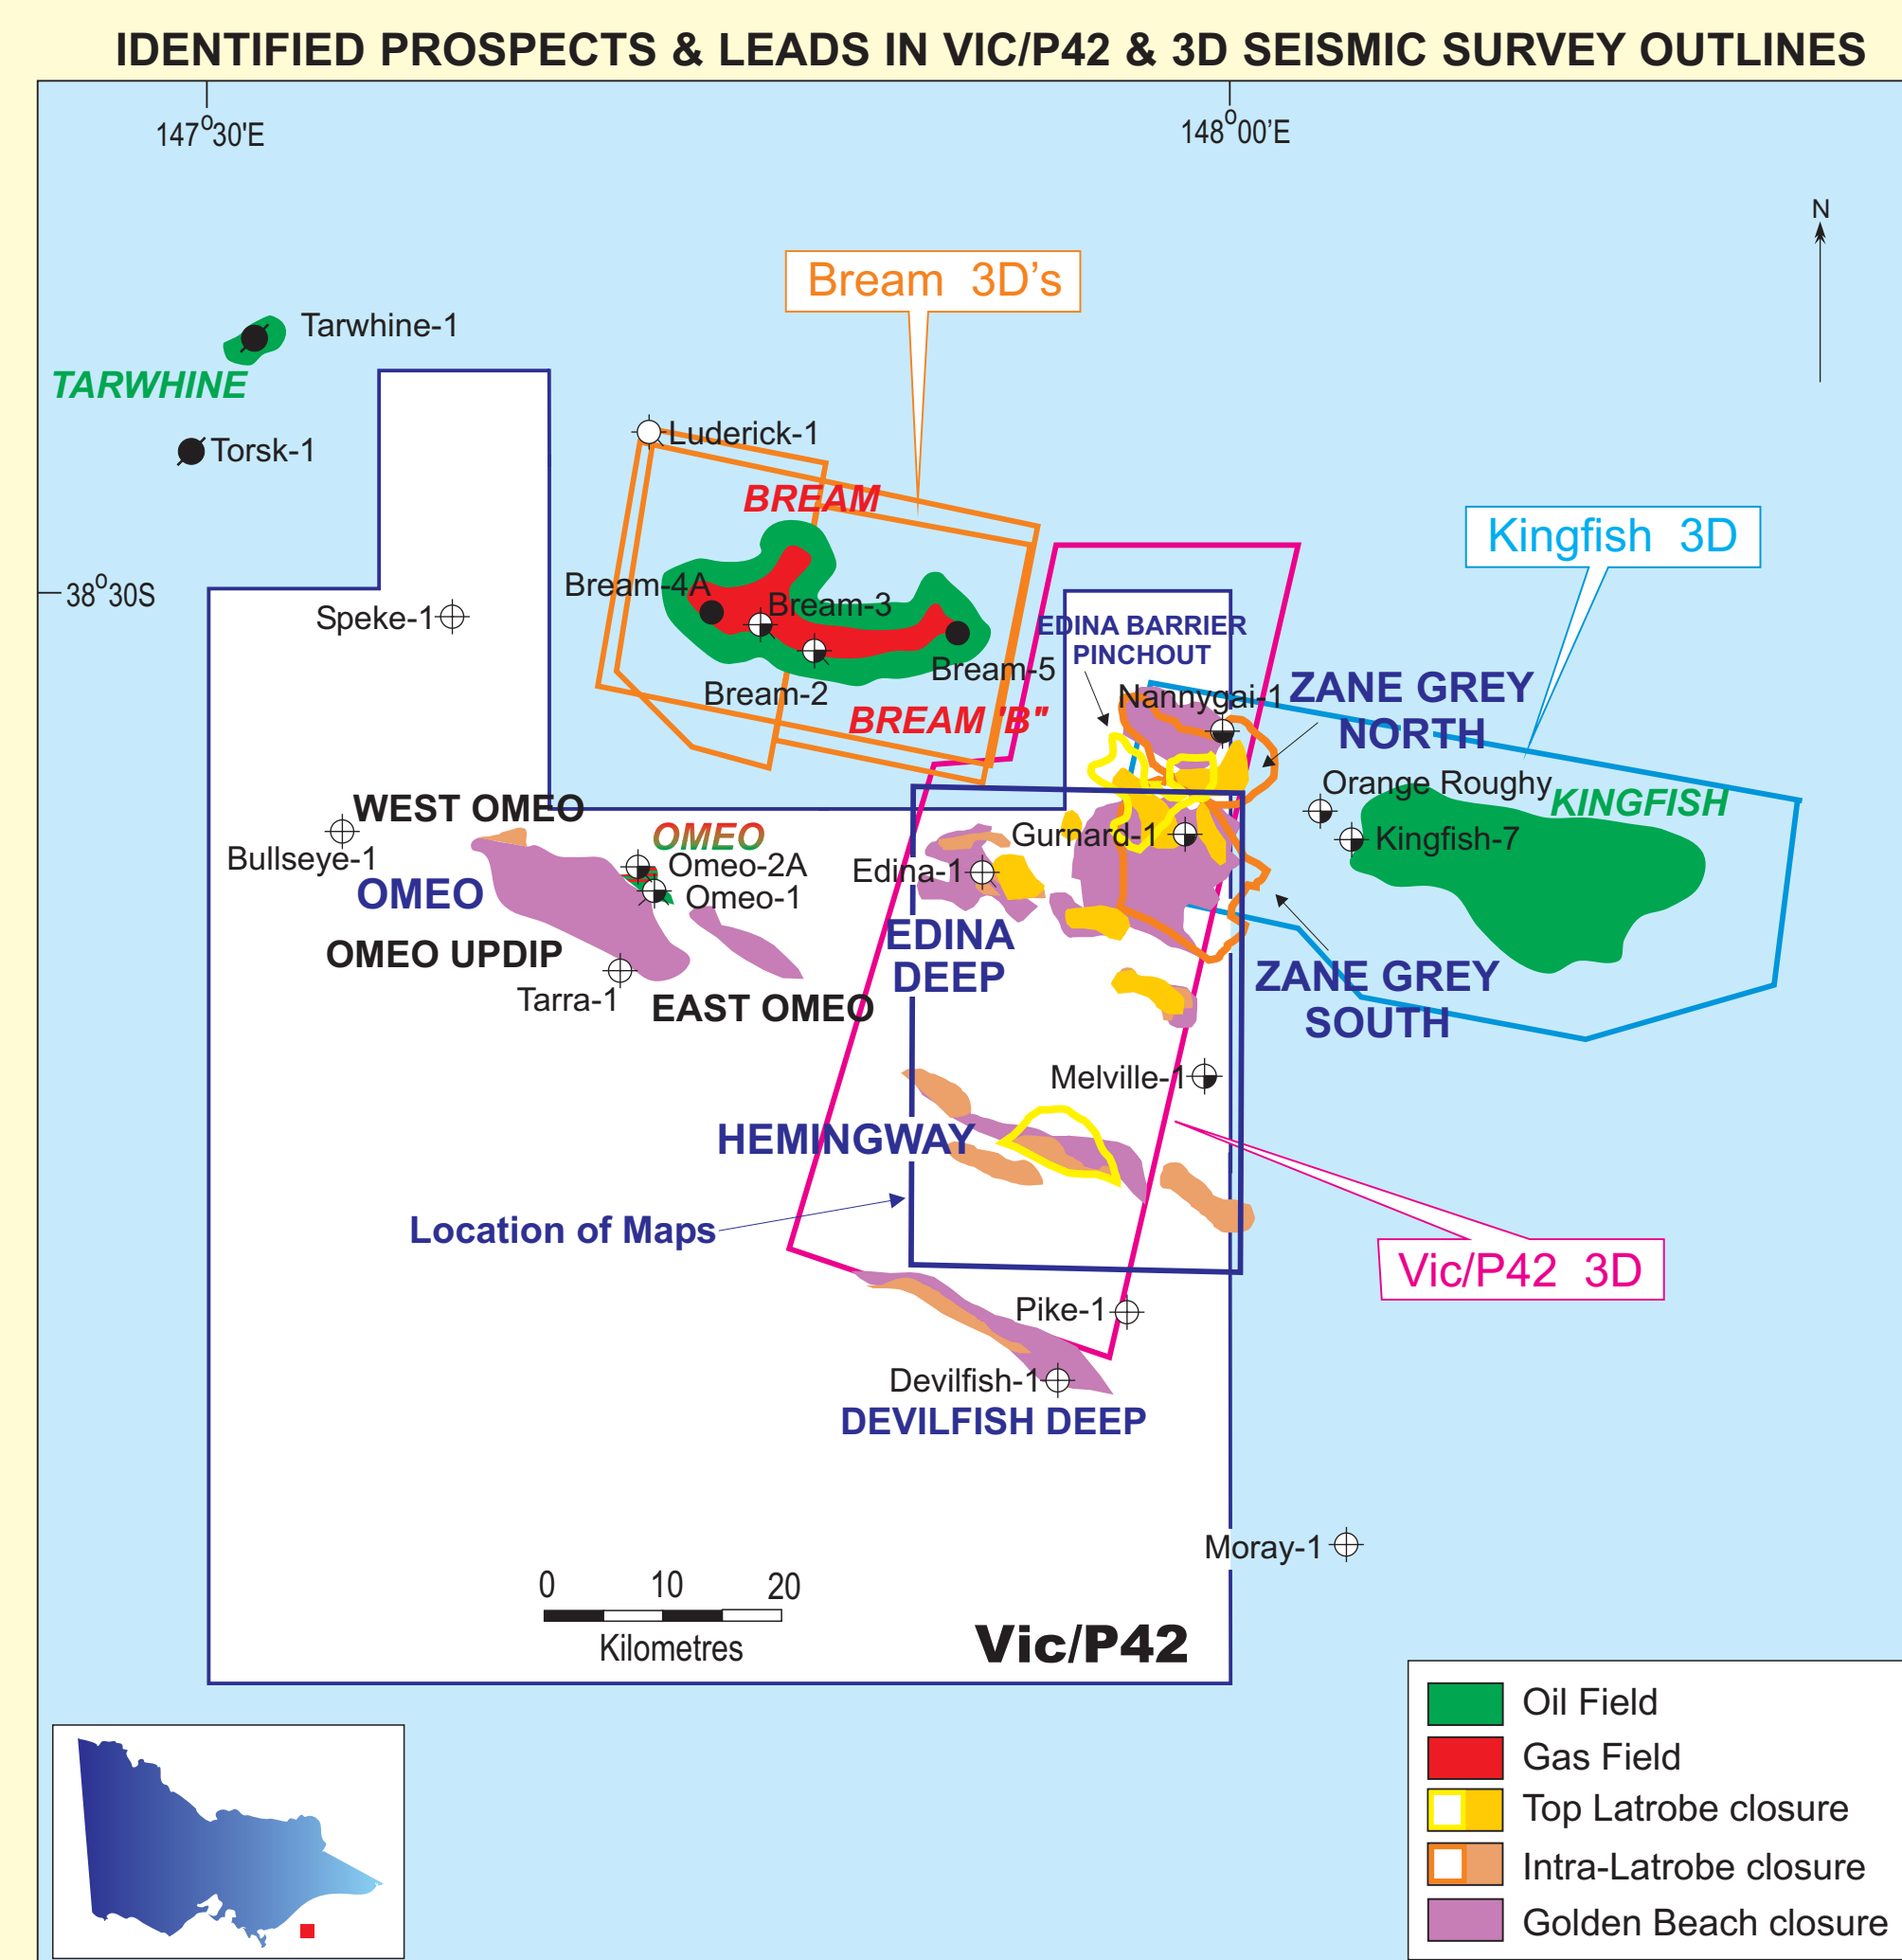 IDENTIFIED PROSPECTS & LEADS IN VIC/P42 & 3D SEISMIC SURVEY OUTLINES
147°30'E
148°00'E
N
Bream 3D's
Tarwhine-1
TARWHINE
Torsk-1
Luderick-1
BREAM
Kingfish 3D
38°30S
Bream-4A
Bream-3
Speke-1
EDINA BARRIER
PINCHOUT
Bream-5
Bream-2
Nannygai-1
ZANE GREY
NORTH
BREAM 'B"
Orange Roughy
KINGFISH
WEST OMEO
OMEO
Gurnard-1
Kingfish-7
Bullseye-1
Omeo-2A
Edina-1
OMEO
Omeo-1
EDINA
DEEP
OMEO UPDIP
ZANE GREY
SOUTH
Tarra-1
EAST OMEO
Melville-1
HEMINGWAY
Location of Maps
Vic/P42 3D
Pike-1
Devilfish-1
DEVILFISH DEEP
Moray-1
0 10 20
Kilometres
Vic/P42
Oil Field
Gas Field
Top Latrobe closure
Intra-Latrobe closure
Golden Beach closure